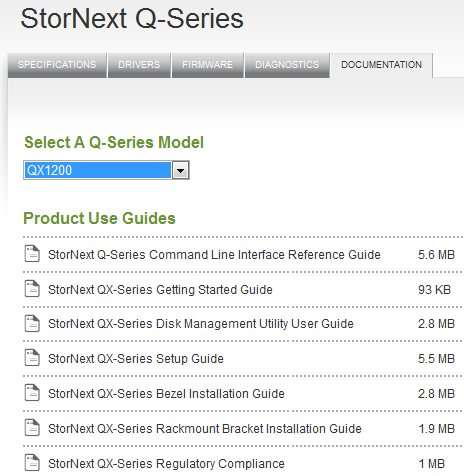 StorNext Q-Series
SPECIFICATIONS DRIVERS FIRMWARE DIAGNOSTICS DOCUMENTATION
Select A Q-Series Model
QX1200
Product Use Guides
StorNext Q-Series Command Line Interface Reference Guide 5.6 MB
StorNext QX-Series Getting Started Guide 93 KB
StorNext QX-Series Disk Management Utility User Guide 2.8 MB
StorNext QX-Series Setup Guide 5.5 MB
StorNext QX-Series Bezel Installation Guide 2.8 MB
StorNext QX-Series Rackmount Bracket Installation Guide 1.9 MB
StorNext QX-Series Regulatory Compliance 1 MB